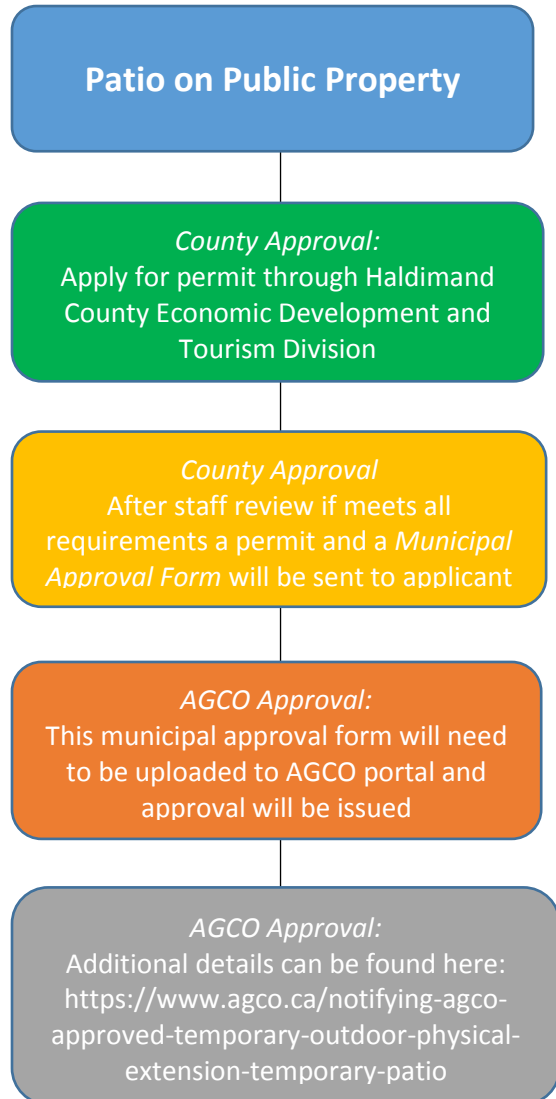 Patio on Public Property
County Approval:
Apply for permit through Haldimand
County Economic Development and
Tourism Division
County Approval
After staff review if meets all
requirements a permit and a Municipal
Approval Form will be sent to applicant
AGCO Approval:
This municipal approval form will need
to be uploaded to AGCO portal and
approval will be issued
AGCO Approval:
Additional details can be found here:
https://www.agco.ca/notifying-agco-
approved-temporary-outdoor-physical-
extension-temporary-patio